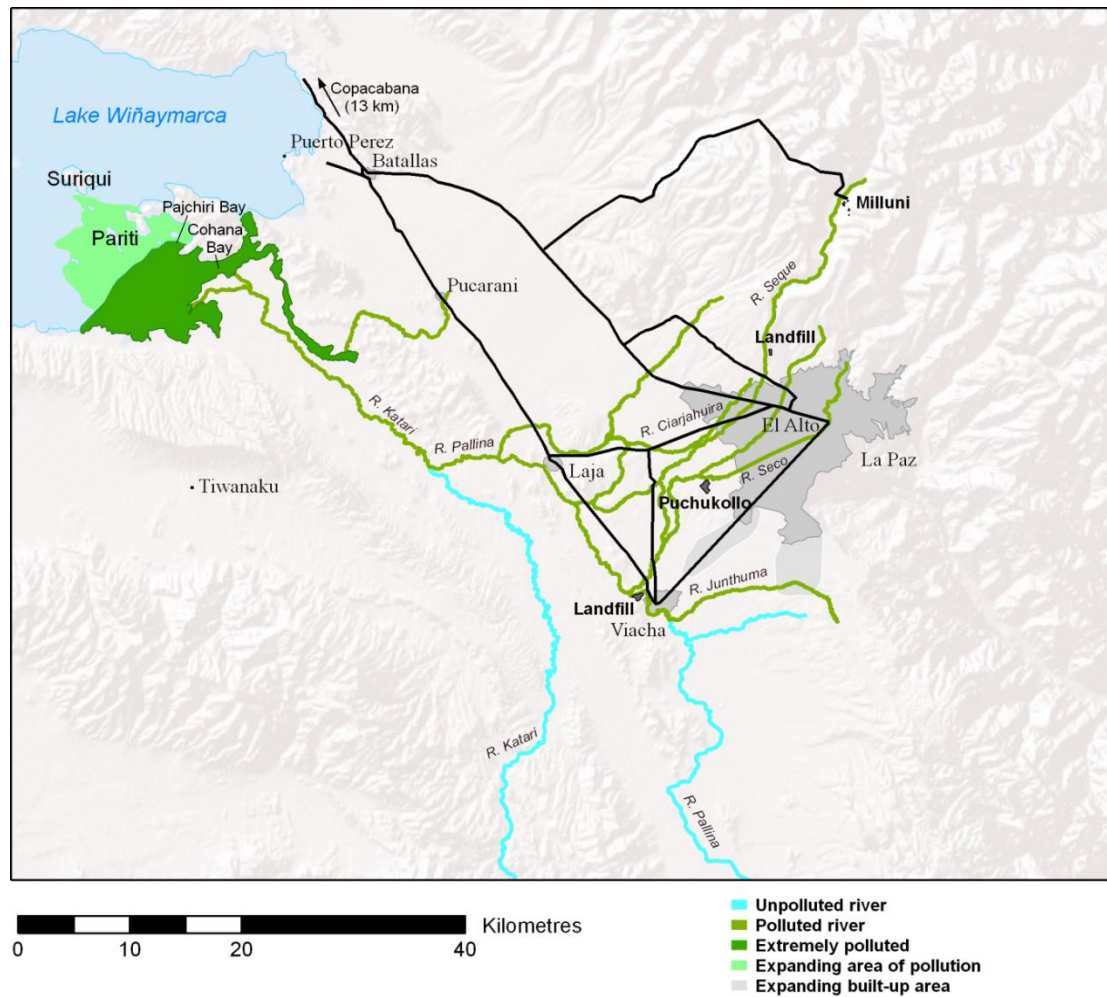 Copacabana
(13 km)
Lake Wiñaymarca
Puerto Perez
Batallas
Suriqui
Pajchiri Bay
Milluni
Pariti
Cohana
Bay
R. Seque
Pucarani
Landfill
R. Katari
R. Ciarjahuira
El Alto
R. Pallina
La Paz
Laja
R. Seco
Tiwanaku
Puchukollo
R. Junthuma
Landfill
Viacha
R. Katari
R. Pallina
Kilometres
0 10 20 40
Unpolluted river
Polluted river
Extremely polluted
Expanding area of pollution
Expanding built-up area